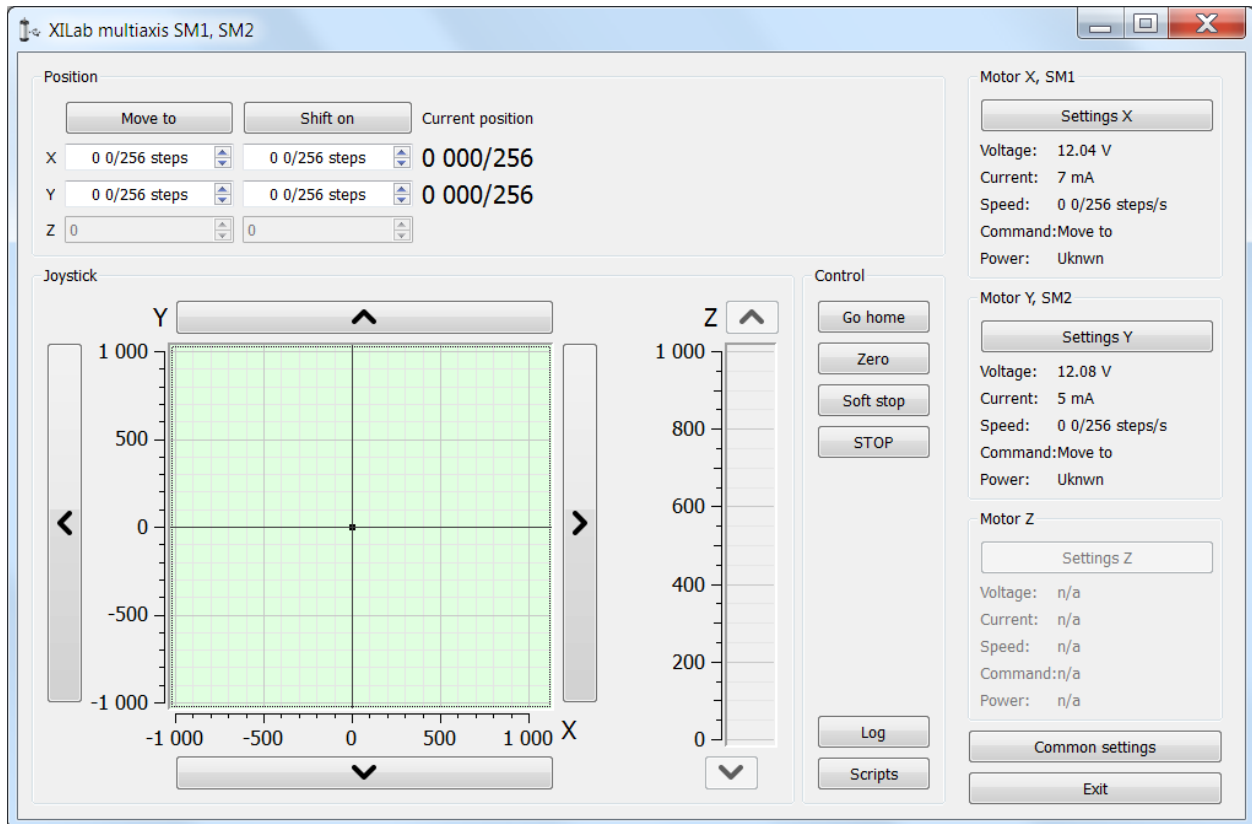 XILab multiaxis SM1, SM2
Position
Move to
Shift on
Current position
X 0 0/256 steps 0 0/256 steps 0 000/256
Y 0 0/256 steps 0 0/256 steps 0 000/256
Z 0 0
Joystick
Y
1 000
500
0
-500
-1 000
-1 000 -500 0 500 1 000 X
Z
1 000
800
600
400
200
0
Control
Go home
Zero
Soft stop
STOP
Log
Scripts
Motor X, SM1
Settings X
Voltage: 12.04 V
Current: 7 mA
Speed: 0 0/256 steps/s
Command:Move to
Power: Uknwn
Motor Y, SM2
Settings Y
Voltage: 12.08 V
Current: 5 mA
Speed: 0 0/256 steps/s
Command:Move to
Power: Uknwn
Motor Z
Settings Z
Voltage: n/a
Current: n/a
Speed: n/a
Command:n/a
Power: n/a
Common settings
Exit